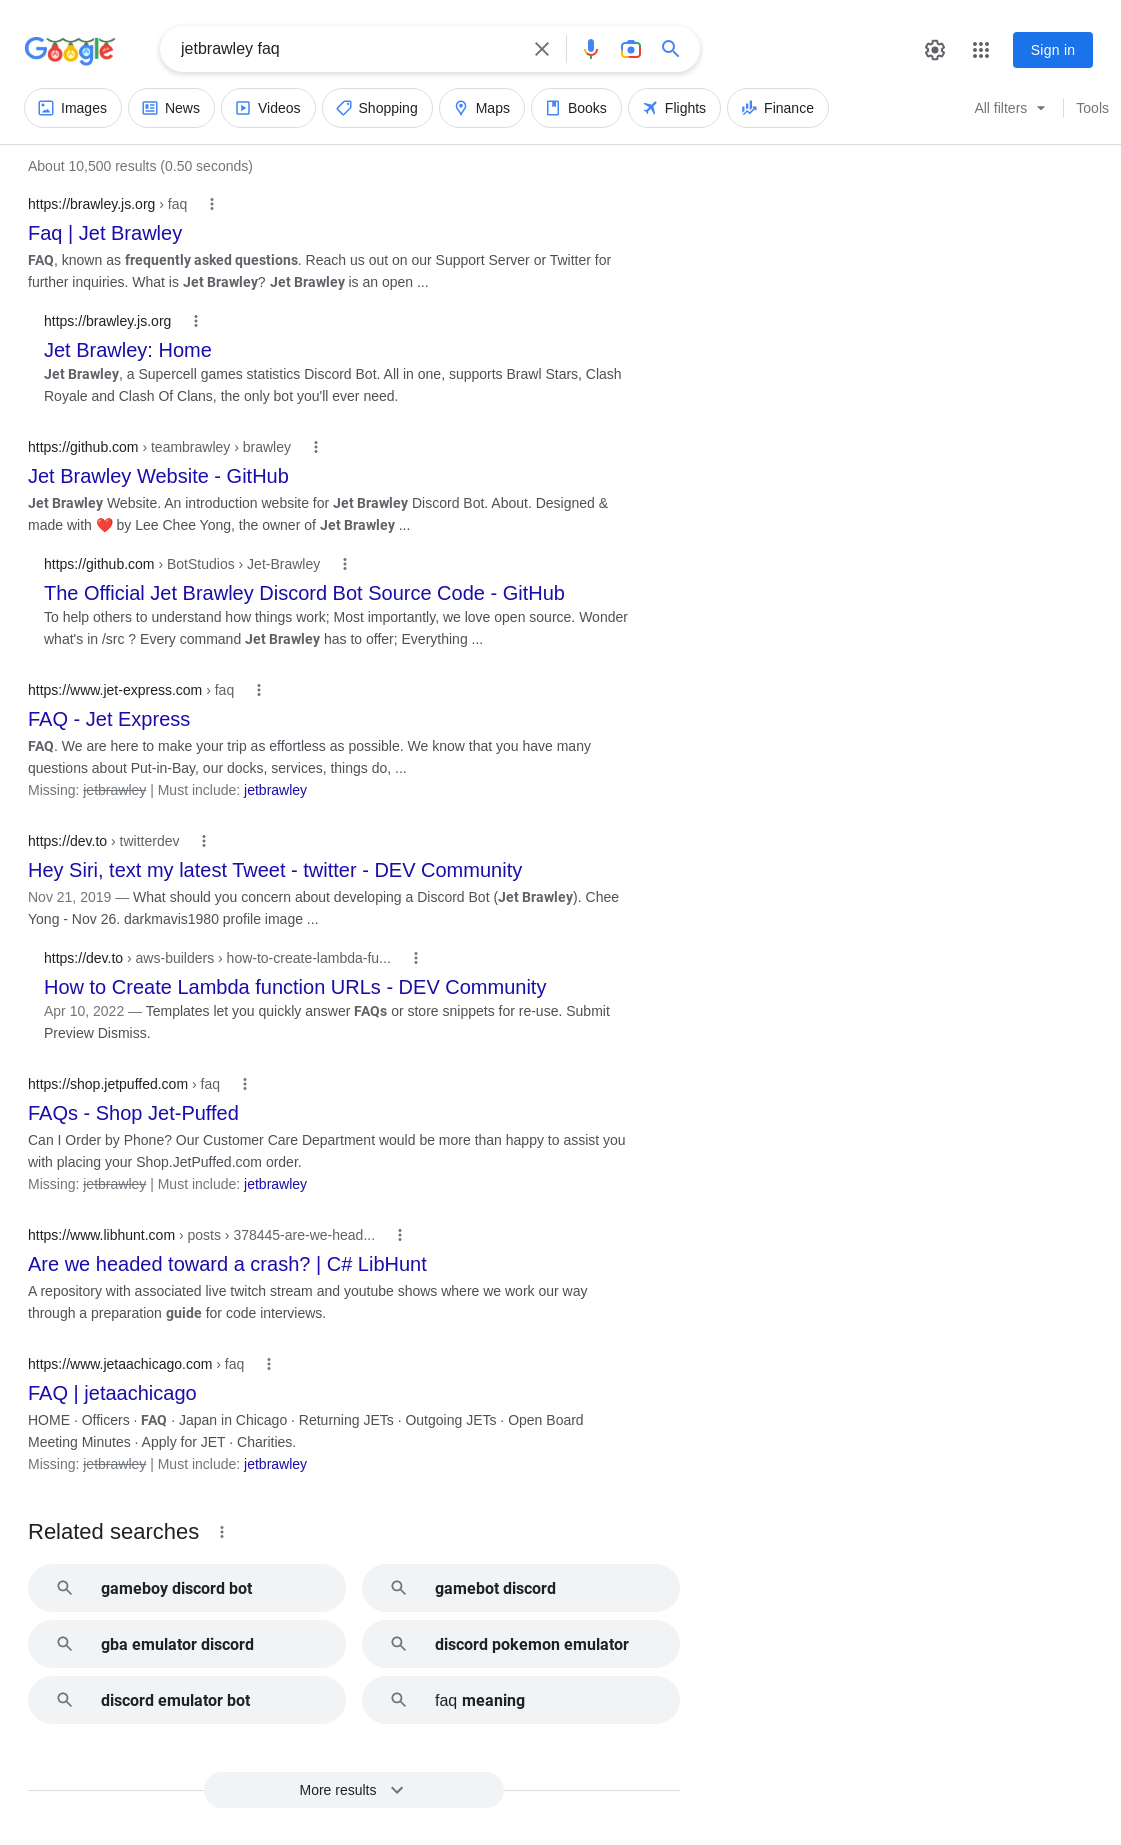 Google
jetbrawley faq
Sign in
Images
News
Videos
Shopping
Maps
Books
Flights
Finance
All filters
Tools
About 10,500 results (0.50 seconds)
https://brawley.js.org › faq
Faq | Jet Brawley
FAQ, known as frequently asked questions. Reach us out on our Support Server or Twitter for
further inquiries. What is Jet Brawley? Jet Brawley is an open ...
https://brawley.js.org
Jet Brawley: Home
Jet Brawley, a Supercell games statistics Discord Bot. All in one, supports Brawl Stars, Clash
Royale and Clash Of Clans, the only bot you'll ever need.
https://github.com › teambrawley › brawley
Jet Brawley Website - GitHub
Jet Brawley Website. An introduction website for Jet Brawley Discord Bot. About. Designed &
made with ❤️ by Lee Chee Yong, the owner of Jet Brawley ...
https://github.com › BotStudios › Jet-Brawley
The Official Jet Brawley Discord Bot Source Code - GitHub
To help others to understand how things work; Most importantly, we love open source. Wonder
what's in /src ? Every command Jet Brawley has to offer; Everything ...
https://www.jet-express.com › faq
FAQ - Jet Express
FAQ. We are here to make your trip as effortless as possible. We know that you have many
questions about Put-in-Bay, our docks, services, things do, ...
Missing: jetbrawley | Must include: jetbrawley
https://dev.to › twitterdev
Hey Siri, text my latest Tweet - twitter - DEV Community
Nov 21, 2019 — What should you concern about developing a Discord Bot (Jet Brawley). Chee
Yong - Nov 26. darkmavis1980 profile image ...
https://dev.to › aws-builders › how-to-create-lambda-fu...
How to Create Lambda function URLs - DEV Community
Apr 10, 2022 — Templates let you quickly answer FAQs or store snippets for re-use. Submit
Preview Dismiss.
https://shop.jetpuffed.com › faq
FAQs - Shop Jet-Puffed
Can I Order by Phone? Our Customer Care Department would be more than happy to assist you
with placing your Shop.JetPuffed.com order.
Missing: jetbrawley | Must include: jetbrawley
https://www.libhunt.com › posts › 378445-are-we-head...
Are we headed toward a crash? | C# LibHunt
A repository with associated live twitch stream and youtube shows where we work our way
through a preparation guide for code interviews.
https://www.jetaachicago.com › faq
FAQ | jetaachicago
HOME · Officers · FAQ · Japan in Chicago · Returning JETs · Outgoing JETs · Open Board
Meeting Minutes · Apply for JET · Charities.
Missing: jetbrawley | Must include: jetbrawley
Related searches
gameboy discord bot
gamebot discord
gba emulator discord
discord pokemon emulator
discord emulator bot
faq meaning
More results